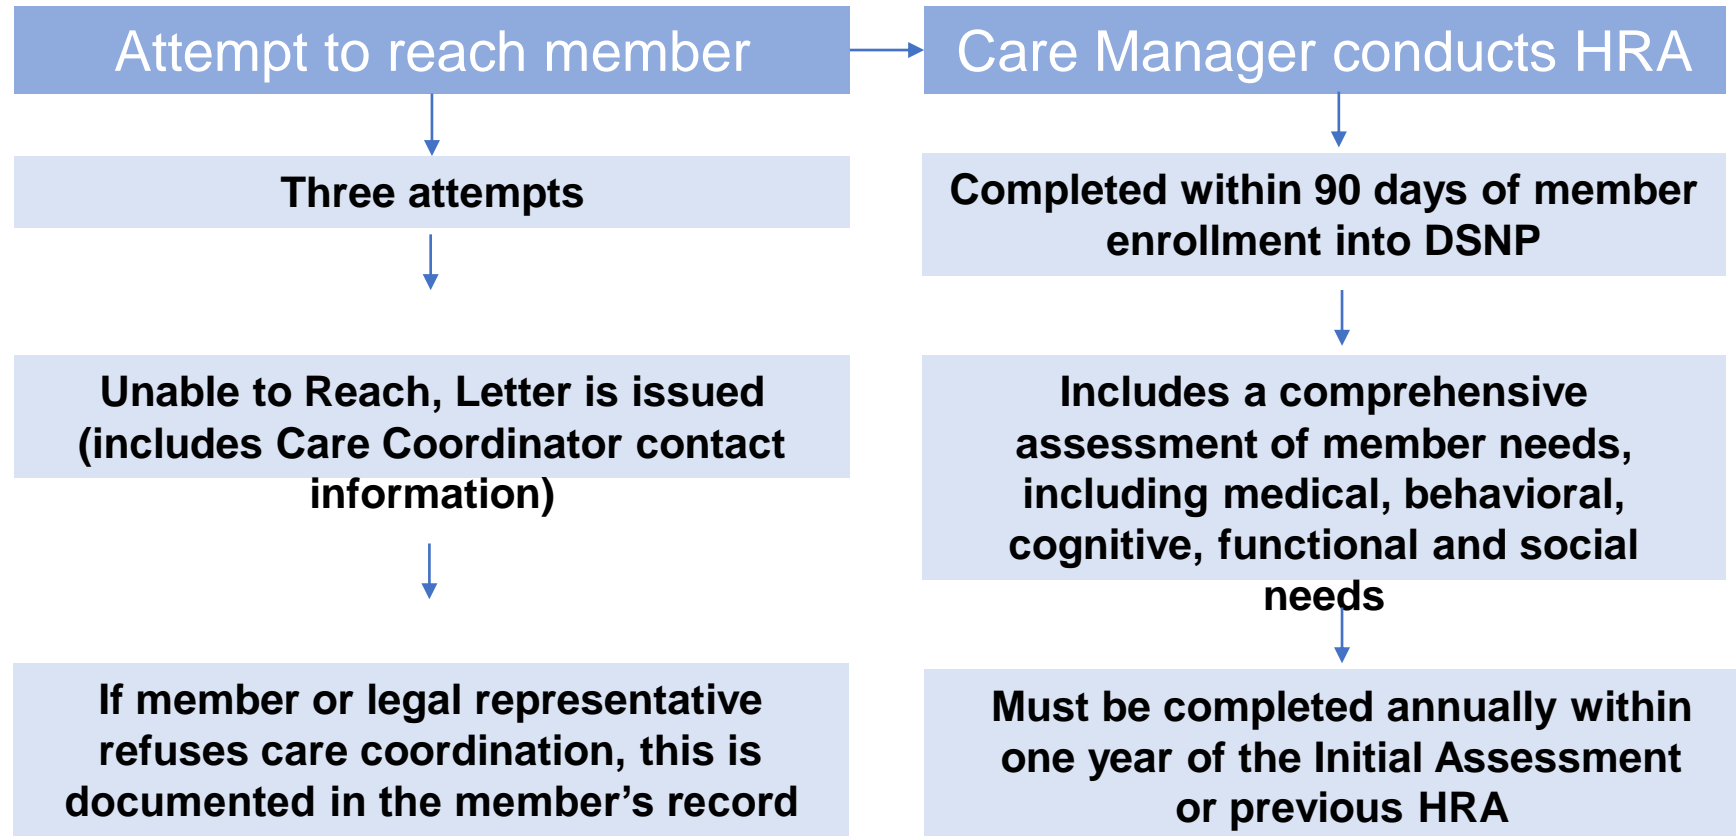 Attempt to reach member
Three attempts
Unable to Reach, Letter is issued
(includes Care Coordinator contact
information)
If member or legal representative
refuses care coordination, this is
documented in the member’s record
Care Manager conducts HRA
Completed within 90 days of member
enrollment into DSNP
Includes a comprehensive
assessment of member needs,
including medical, behavioral,
cognitive, functional and social
needs
Must be completed annually within
one year of the Initial Assessment
or previous HRA